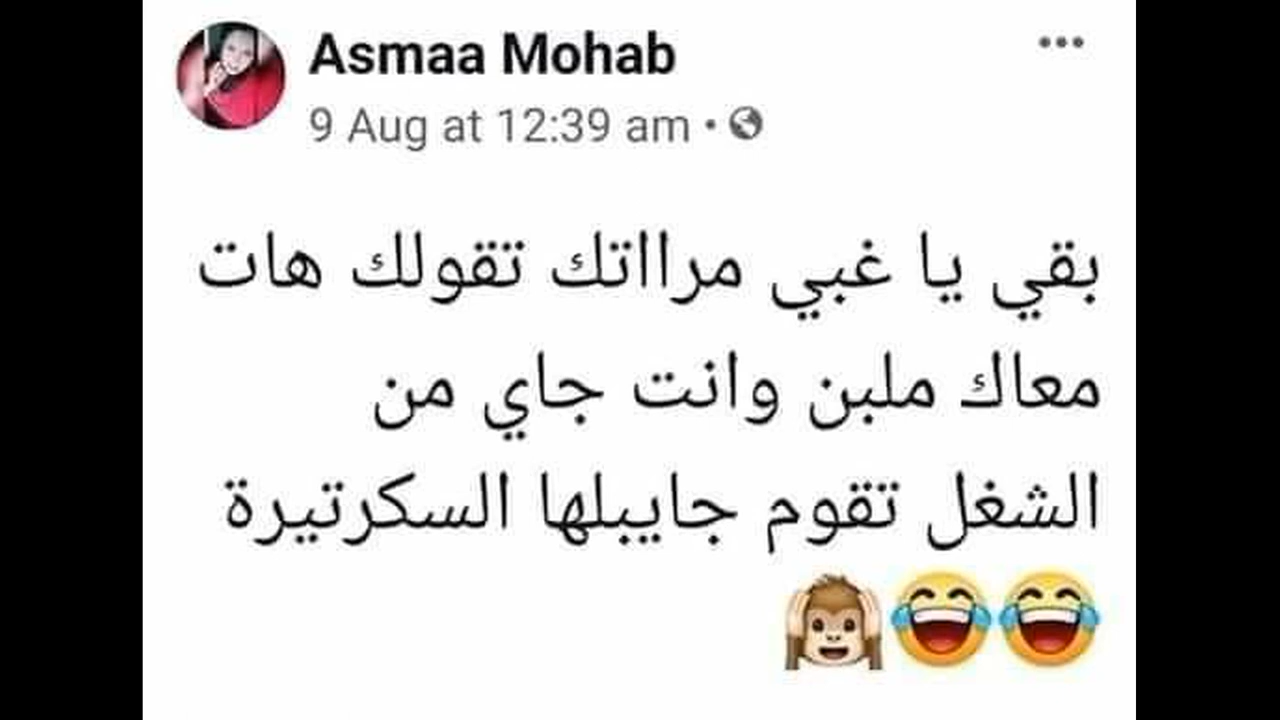 Asmaa Mohab
9 Aug at 12:39 am
بقي يا غبي مرااتك تقولك هات
معاك ملبن وانت جاي من
الشغل تقوم جايبلها السكرتيرة
😂😂🙉